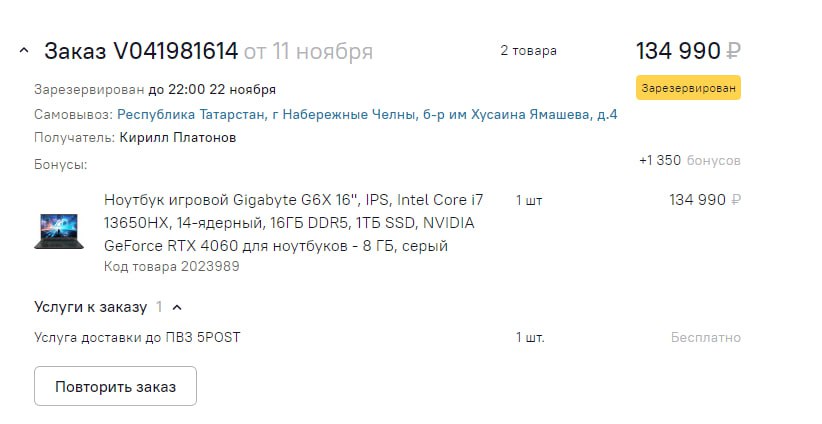 Заказ V041981614 от 11 ноября 2 товара 134 990 ₽
Зарезервирован до 22:00 22 ноября Зарезервирован
Самовывоз: Республика Татарстан, г Набережные Челны, б-р им Хусаина Ямашева, д.4
Получатель: Кирилл Платонов
Бонусы: +1 350 бонусов
Ноутбук игровой Gigabyte G6X 16", IPS, Intel Core i7 1 шт 134 990 ₽
13650HX, 14-ядерный, 16ГБ DDR5, 1ТБ SSD, NVIDIA
GeForce RTX 4060 для ноутбуков - 8 ГБ, серый
Код товара 2023989
Услуги к заказу 1
Услуга доставки до ПВЗ 5POST 1 шт. Бесплатно
Повторить заказ